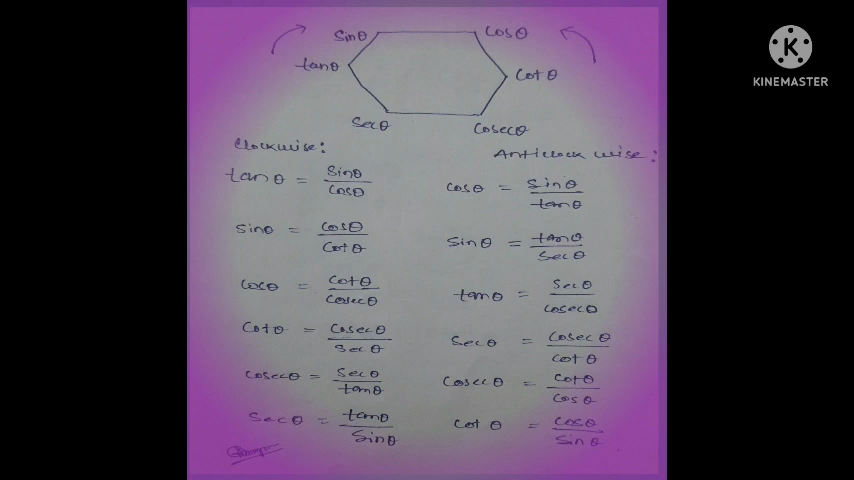 Sinθ Cosθ
tanθ Cotθ
Secθ Cosecθ
Clockwise: Anticlock wise:
tanθ = Sinθ/Cosθ
Cosθ = Sinθ/tanθ
Sinθ = Cosθ/Cotθ
Sinθ = tanθ/Secθ
Cosθ = Cotθ/Cosecθ
tanθ = Secθ/Cosecθ
Cotθ = Cosecθ/Secθ
Secθ = Cosecθ/Cotθ
Cosecθ = Secθ/tanθ
Cosecθ = Cotθ/Cosθ
Secθ = tanθ/Sinθ
Cotθ = Cosθ/Sinθ
K
KINEMASTER